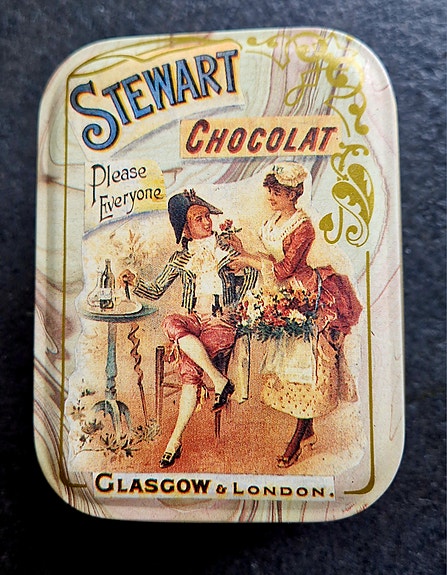 STEWART
CHOCOLAT
Please
Everyone
GLASGOW & LONDON.